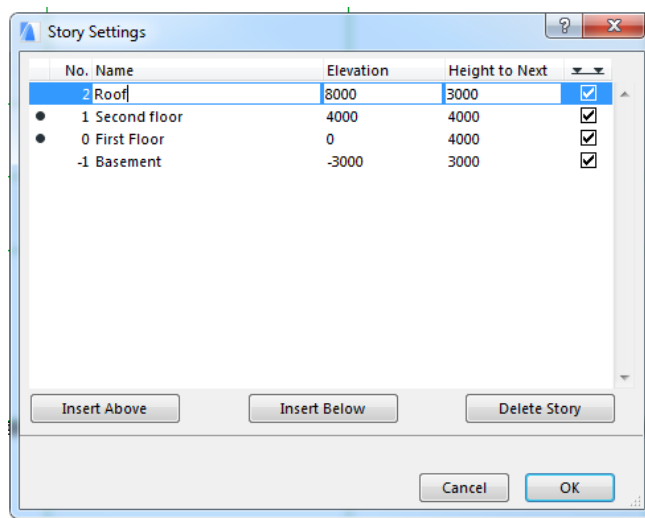 Story Settings
No. Name Elevation Height to Next
2 Roof 8000 3000
1 Second floor 4000 4000
0 First Floor 0 4000
-1 Basement -3000 3000
Insert Above Insert Below Delete Story
Cancel OK